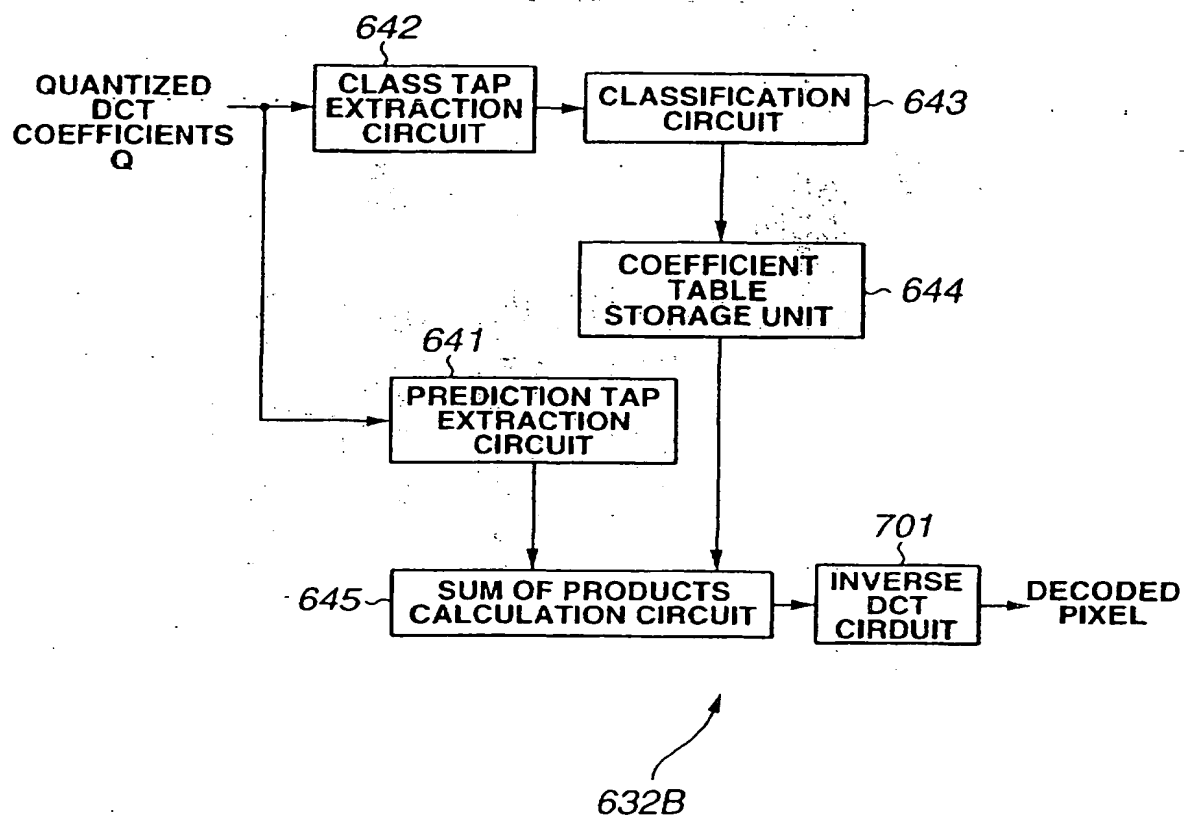 642
QUANTIZED
DCT
COEFFICIENTS
Q
CLASS TAP
EXTRACTION
CIRCUIT
CLASSIFICATION
CIRCUIT
643
COEFFICIENT
TABLE
STORAGE UNIT
644
641
PREDICTION TAP
EXTRACTION
CIRCUIT
645
SUM OF PRODUCTS
CALCULATION CIRCUIT
701
INVERSE
DCT
CIRDUIT
DECODED
PIXEL
632B